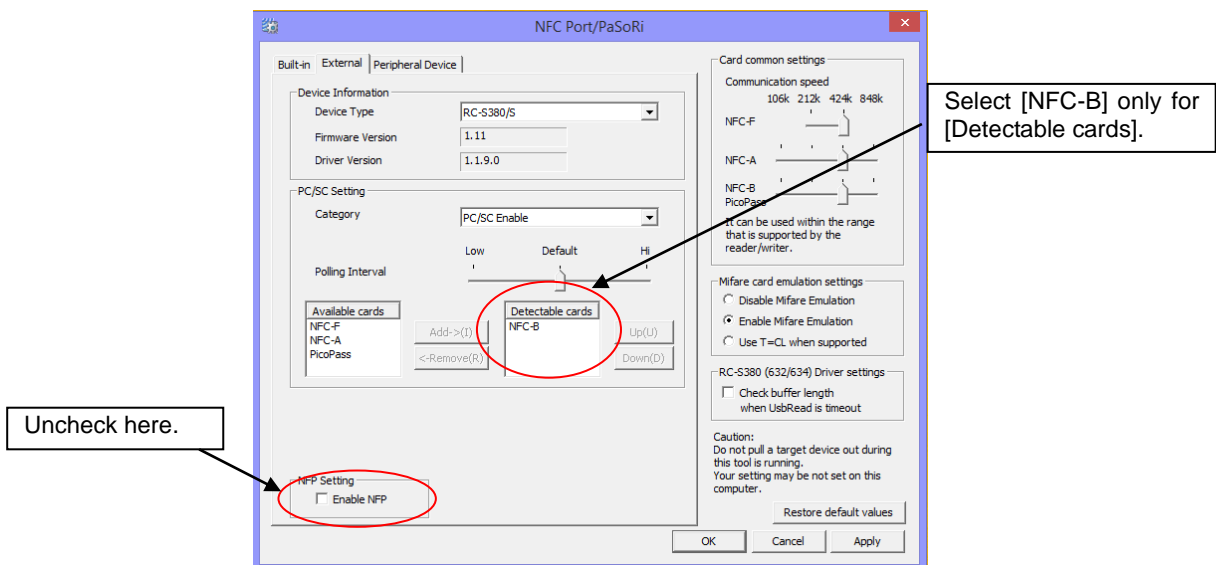 NFC Port/PaSoRi
Built-in External Peripheral Device
Device Information
Device Type RC-S380/S
Firmware Version 1.11
Driver Version 1.1.9.0
PC/SC Setting
Category PC/SC Enable
Low Default Hi
Polling Interval
Available cards
NFC-F
NFC-A
PicoPass
Add->(I)
<-Remove(R)
Detectable cards
NFC-B
Up(U)
Down(D)
NFP Setting
Enable NFP
Card common settings
Communication speed
106k 212k 424k 848k
NFC-F
NFC-A
NFC-B
PicoPass
It can be used within the range
that is supported by the
reader/writer.
Mifare card emulation settings
Disable Mifare Emulation
Enable Mifare Emulation
Use T=CL when supported
RC-S380 (632/634) Driver settings
Check buffer length
when UsbRead is timeout
Caution:
Do not pull a target device out during
this tool is running.
Your setting may be not set on this
computer.
Restore default values
OK Cancel Apply
Select [NFC-B] only for
[Detectable cards].
Uncheck here.